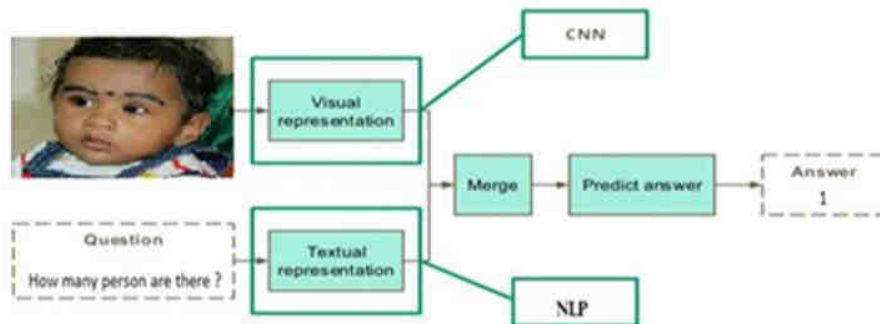 CNN
Visual
representation
Merge
Predict answer
Answer
1
Question
How many person are there ?
Textual
representation
NLP